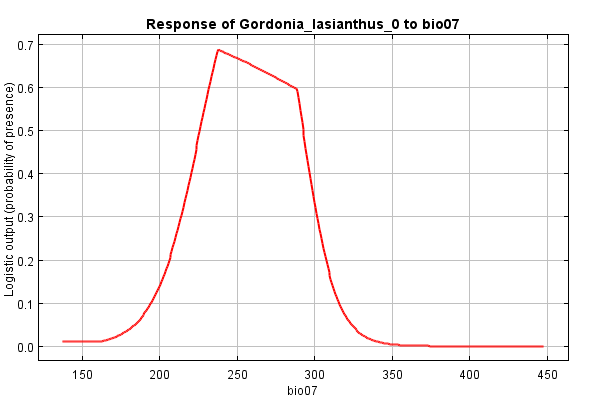 Response of Gordonia_lasianthus_0 to bio07
Logistic output (probability of presence)
0.7
0.6
0.5
0.4
0.3
0.2
0.1
0.0
150 200 250 300 350 400 450
bio07